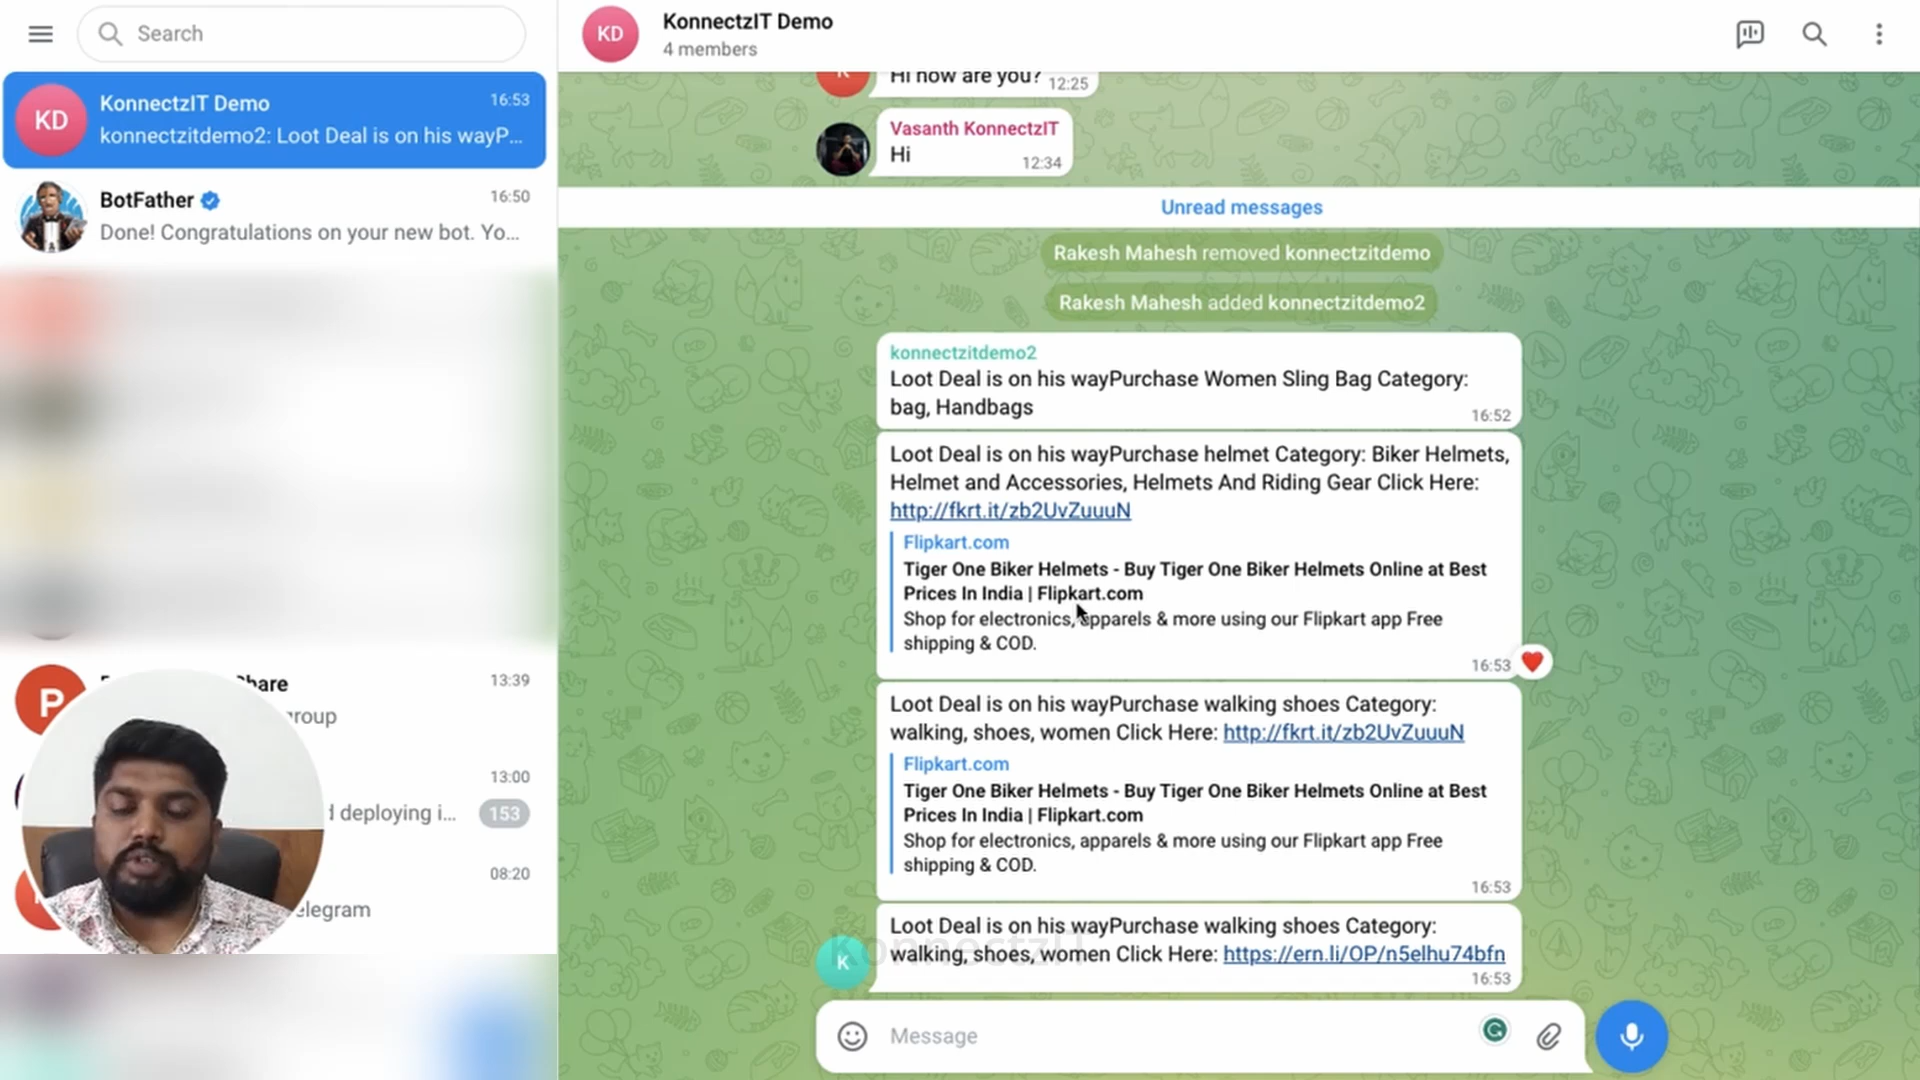 Search
KD
KonnectzIT Demo
16:53
konnectzitdemo2: Loot Deal is on his wayP...
BotFather
16:50
Done! Congratulations on your new bot. Yo...
P
Share
13:39
group
13:00
d deploying i...
153
08:20
elegram
KD
KonnectzIT Demo
4 members
Hi how are you?
12:25
Vasanth KonnectzIT
Hi
12:34
Unread messages
Rakesh Mahesh removed konnectzitdemo
Rakesh Mahesh added konnectzitdemo2
konnectzitdemo2
Loot Deal is on his wayPurchase Women Sling Bag Category:
bag, Handbags
16:52
Loot Deal is on his wayPurchase helmet Category: Biker Helmets,
Helmet and Accessories, Helmets And Riding Gear Click Here:
http://fkrt.it/zb2UvZuuuN
Flipkart.com
Tiger One Biker Helmets - Buy Tiger One Biker Helmets Online at Best
Prices In India | Flipkart.com
Shop for electronics, apparels & more using our Flipkart app Free
shipping & COD.
16:53
Loot Deal is on his wayPurchase walking shoes Category:
walking, shoes, women Click Here: http://fkrt.it/zb2UvZuuuN
Flipkart.com
Tiger One Biker Helmets - Buy Tiger One Biker Helmets Online at Best
Prices In India | Flipkart.com
Shop for electronics, apparels & more using our Flipkart app Free
shipping & COD.
16:53
Loot Deal is on his wayPurchase walking shoes Category:
walking, shoes, women Click Here: https://ern.li/OP/n5elhu74bfn
16:53
K
KonnectzIT
Message